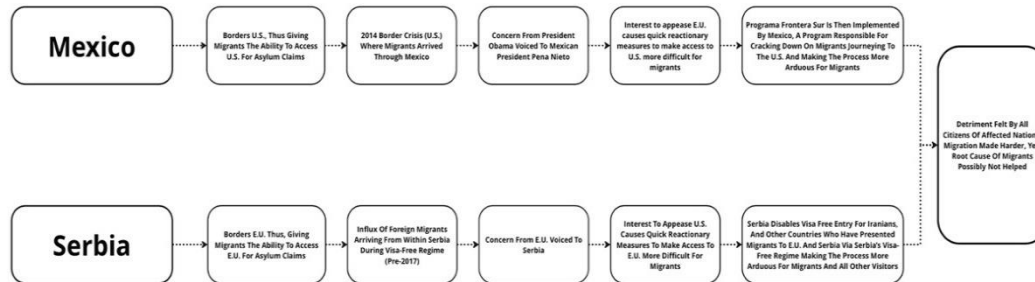 Mexico
Borders U.S., Thus Giving
Migrants The Ability To Access
U.S. For Asylum Claims
2014 Border Crisis (U.S.)
Where Migrants Arrived
Through Mexico
Concern From President
Obama Voiced To Mexican
President Pena Nieto
Interest to appease E.U.
causes quick reactionary
measures to make access to
U.S. more difficult for
migrants
Programa Frontera Sur Is Then Implemented
By Mexico, A Program Responsible For
Cracking Down On Migrants Journeying To
The U.S. And Making The Process More
Arduous For Migrants
Detriment Felt By All
Citizens Of Affected Nation
Migration Made Harder, Ye
Root Cause Of Migrants
Possibly Not Helped
Serbia
Borders E.U. Thus, Giving
Migrants The Ability To Access
E.U. For Asylum Claims
Influx Of Foreign Migrants
Arriving From Within Serbia
During Visa-Free Regime
(Pre-2017)
Concern From E.U. Voiced To
Serbia
Interest To Appease U.S.
Causes Quick Reactionary
Measures To Make Access To
E.U. More Difficult For
Migrants
Serbia Disables Visa Free Entry For Iranians,
And Other Countries Who Have Presented
Migrants To E.U. And Serbia Via Serbia's Visa-
Free Regime Making The Process More
Arduous For Migrants And All Other Visitors